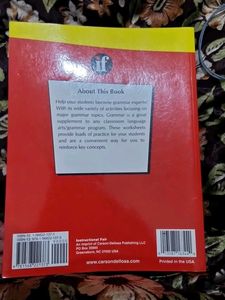 if
About This Book
Help your students become grammar experts!
With its wide variety of activities focusing on
major grammar topics, Grammar is a great
supplement to any classroom language
arts/grammar program. These worksheets
provide loads of practice for your students
and are a convenient way for you to
reinforce key concepts.
Instructional Fair
An imprint of Carson-Dellosa Publishing LLC
Greensboro, NC 27425 USA
www.carsondellosa.com
Printed in the USA